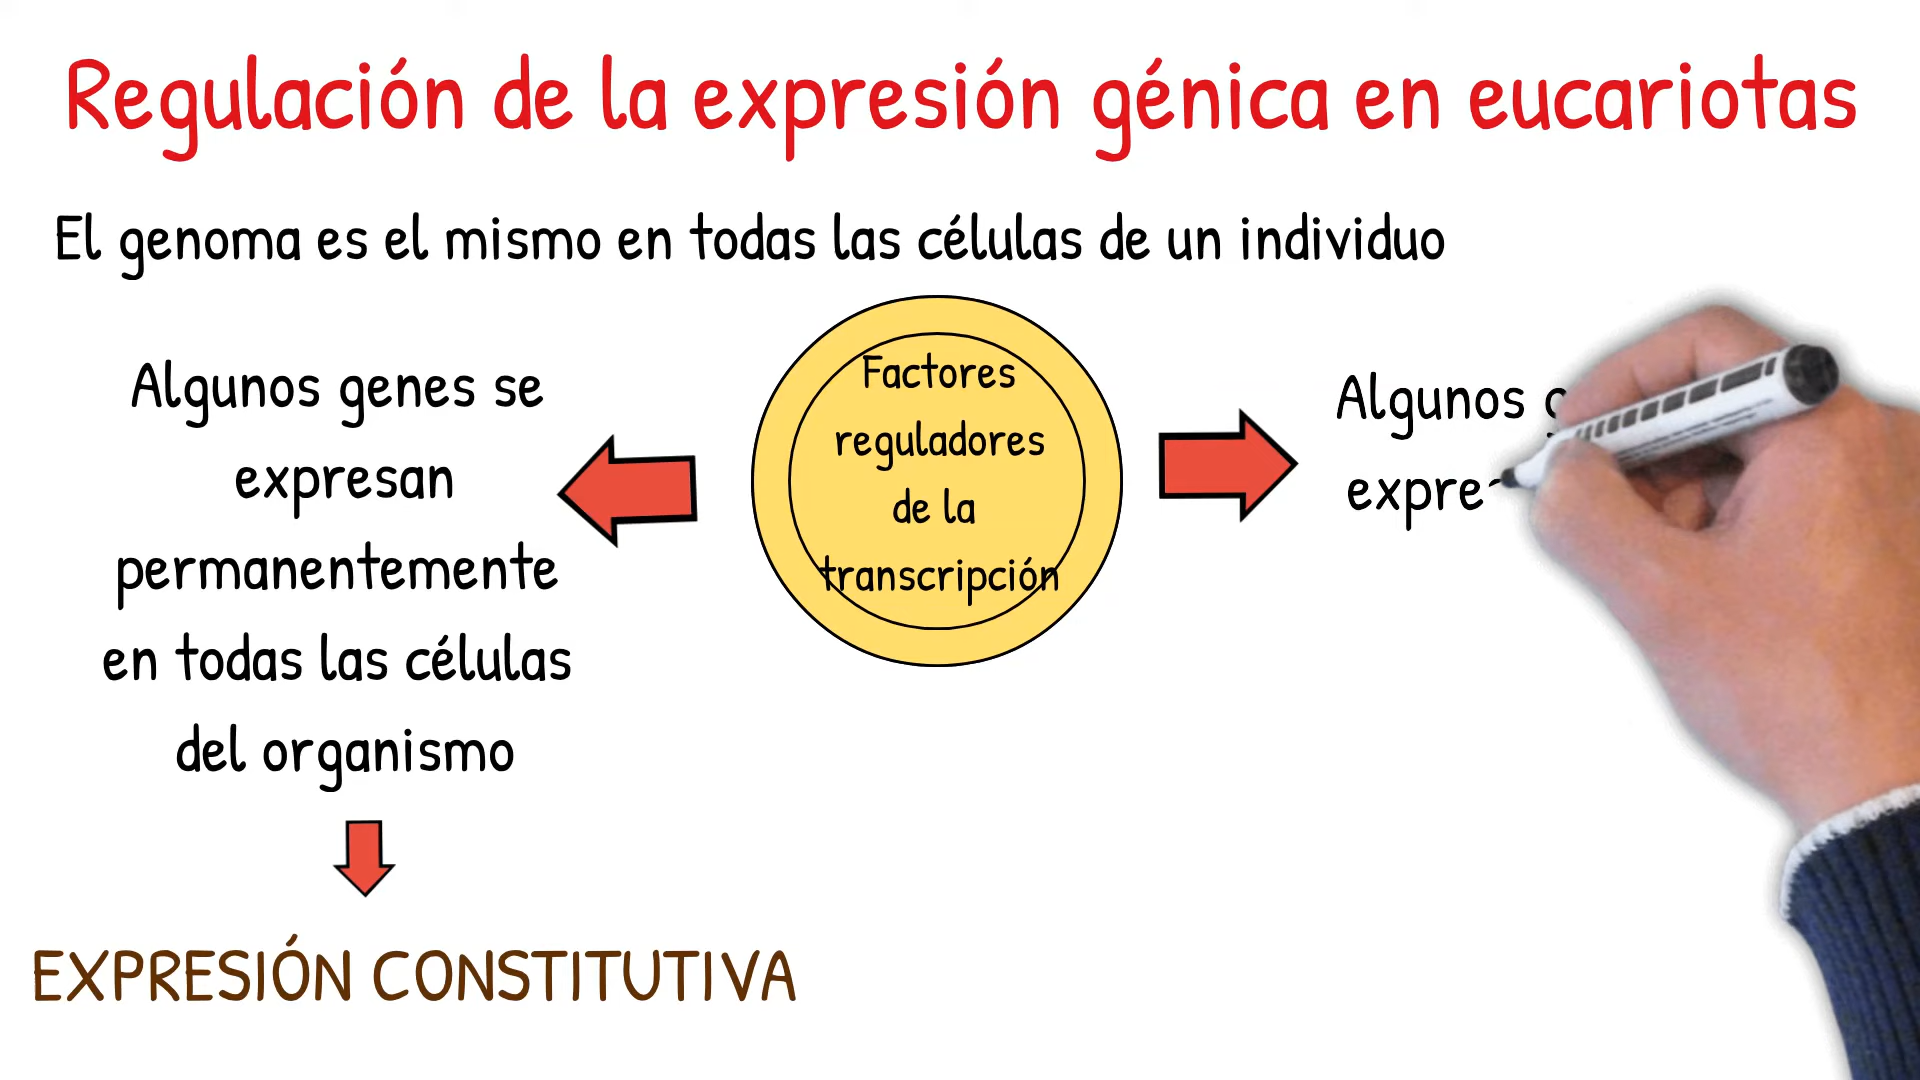 Regulación de la expresión génica en eucariotas
El genoma es el mismo en todas las células de un individuo
Algunos genes se
expresan
permanentemente
en todas las células
del organismo
EXPRESIÓN CONSTITUTIVA
Factores
reguladores
de la
transcripción
Algunos